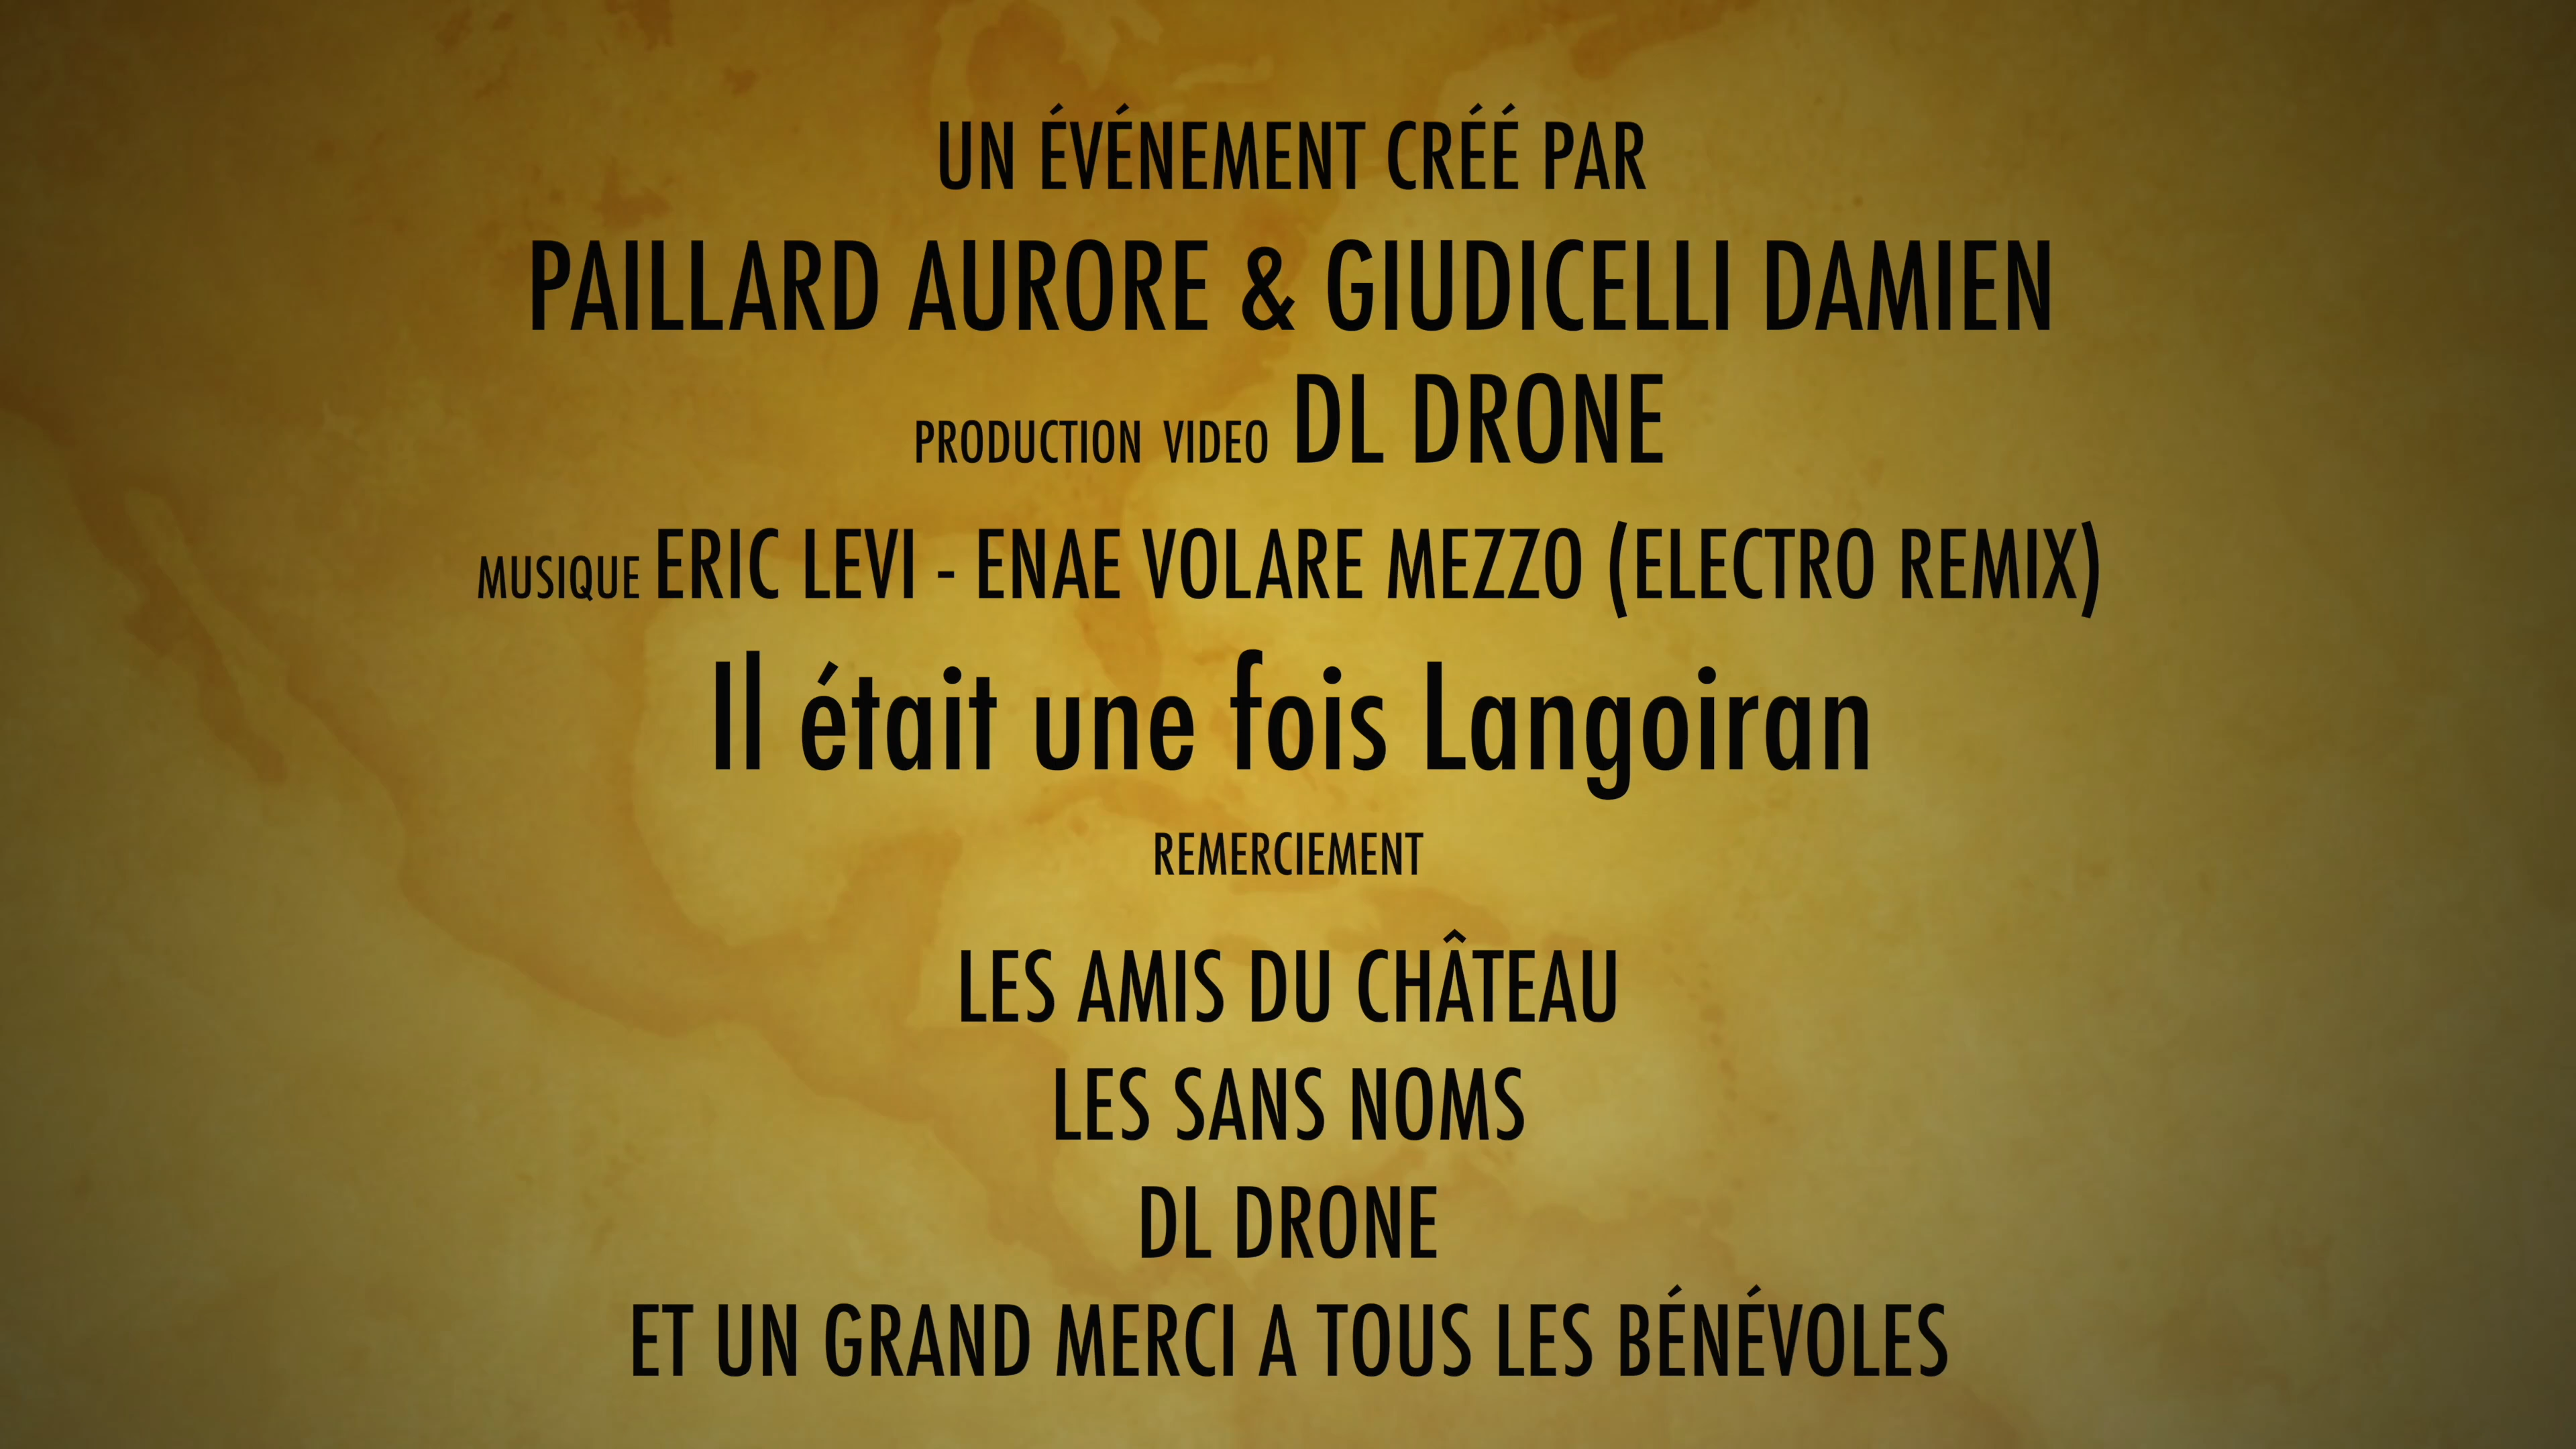 UN ÉVÉNEMENT CRÉÉ PAR
PAILLARD AURORE & GIUDICELLI DAMIEN
PRODUCTION VIDEO DL DRONE
MUSIQUE ERIC LEVI - ENAE VOLARE MEZZO (ELECTRO REMIX)
Il était une fois Langoiran
REMERCIEMENT
LES AMIS DU CHÂTEAU
LES SANS NOMS
DL DRONE
ET UN GRAND MERCI A TOUS LES BÉNÉVOLES